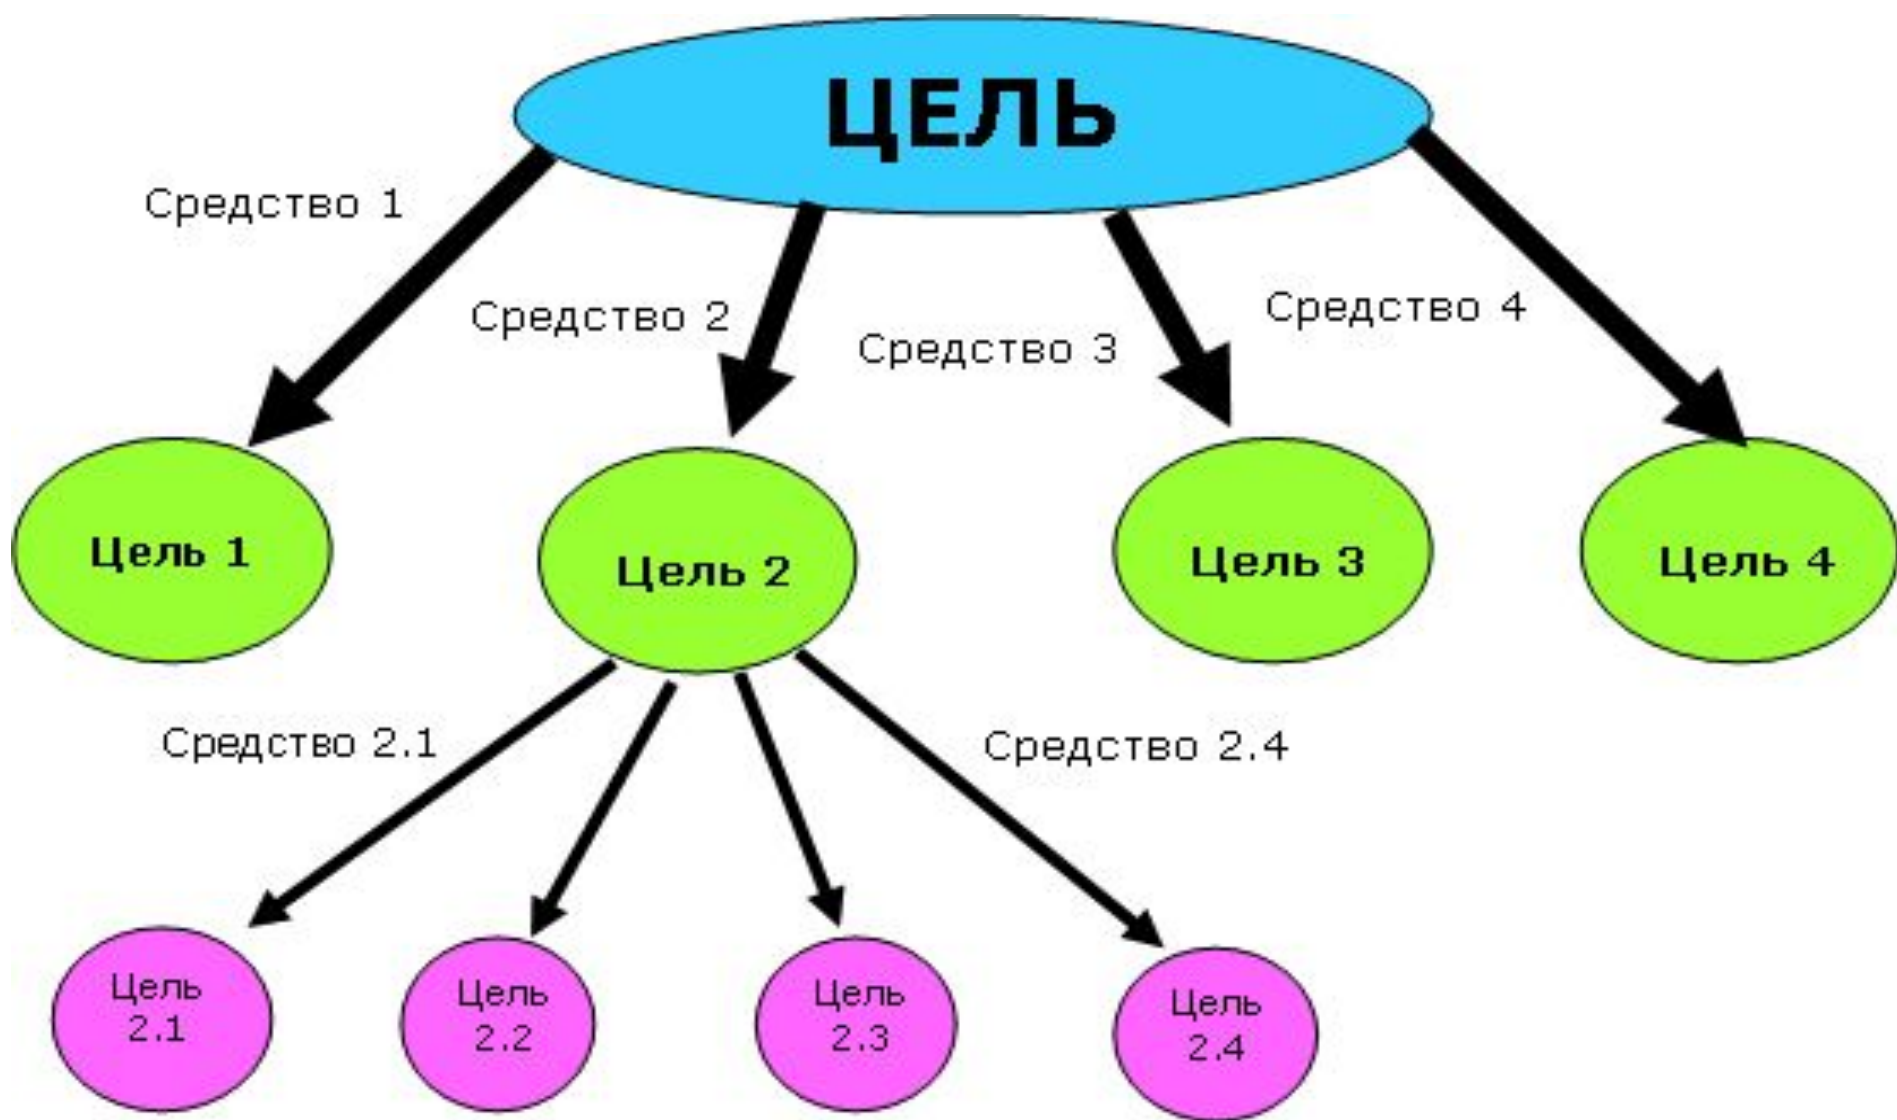 ЦЕЛЬ
Средство 1
Средство 2
Средство 3
Средство 4
Цель 1
Цель 2
Цель 3
Цель 4
Средство 2.1
Средство 2.4
Цель
2.1
Цель
2.2
Цель
2.3
Цель
2.4